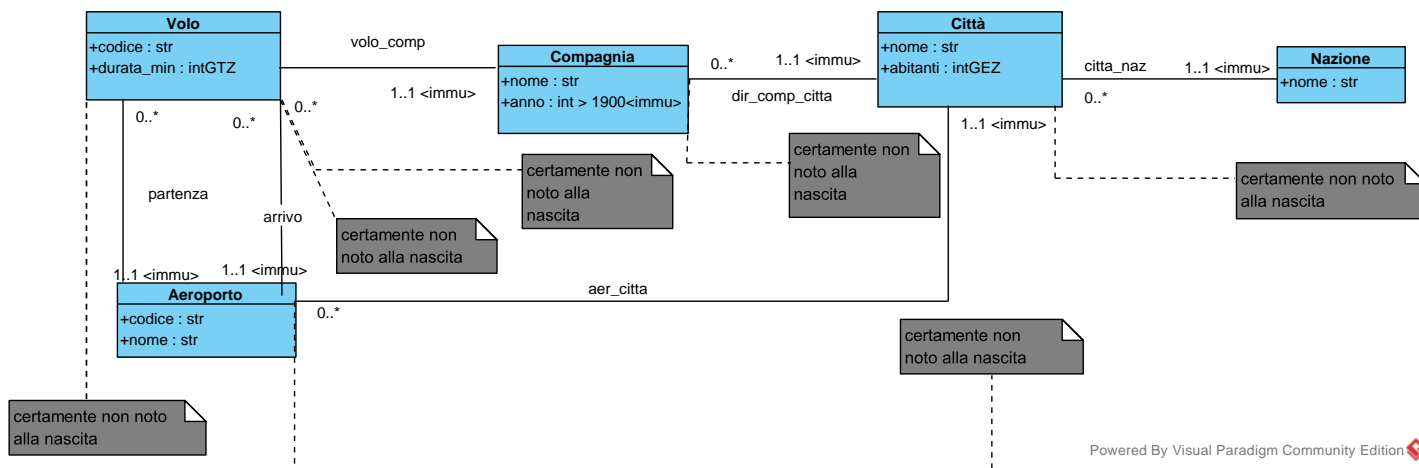 Volo
+codice : str
+durata_min : intGTZ
volo_comp
1..1 <immu>
0..*
0..*
0..*
Compagnia
+nome : str
+anno : int > 1900<immu>
0..*
1..1 <immu>
dir_comp_citta
Città
+nome : str
+abitanti : intGEZ
citta_naz
1..1 <immu>
0..*
Nazione
+nome : str
1..1 <immu>
certamente non
noto alla
nascita
certamente non
noto alla
nascita
certamente non noto
alla nascita
partenza
arrivo
certamente non
noto alla nascita
1..1 <immu>
1..1 <immu>
Aeroporto
+codice : str
+nome : str
aer_citta
0..*
certamente non
noto alla nascita
certamente non noto
alla nascita
Powered By Visual Paradigm Community Edition